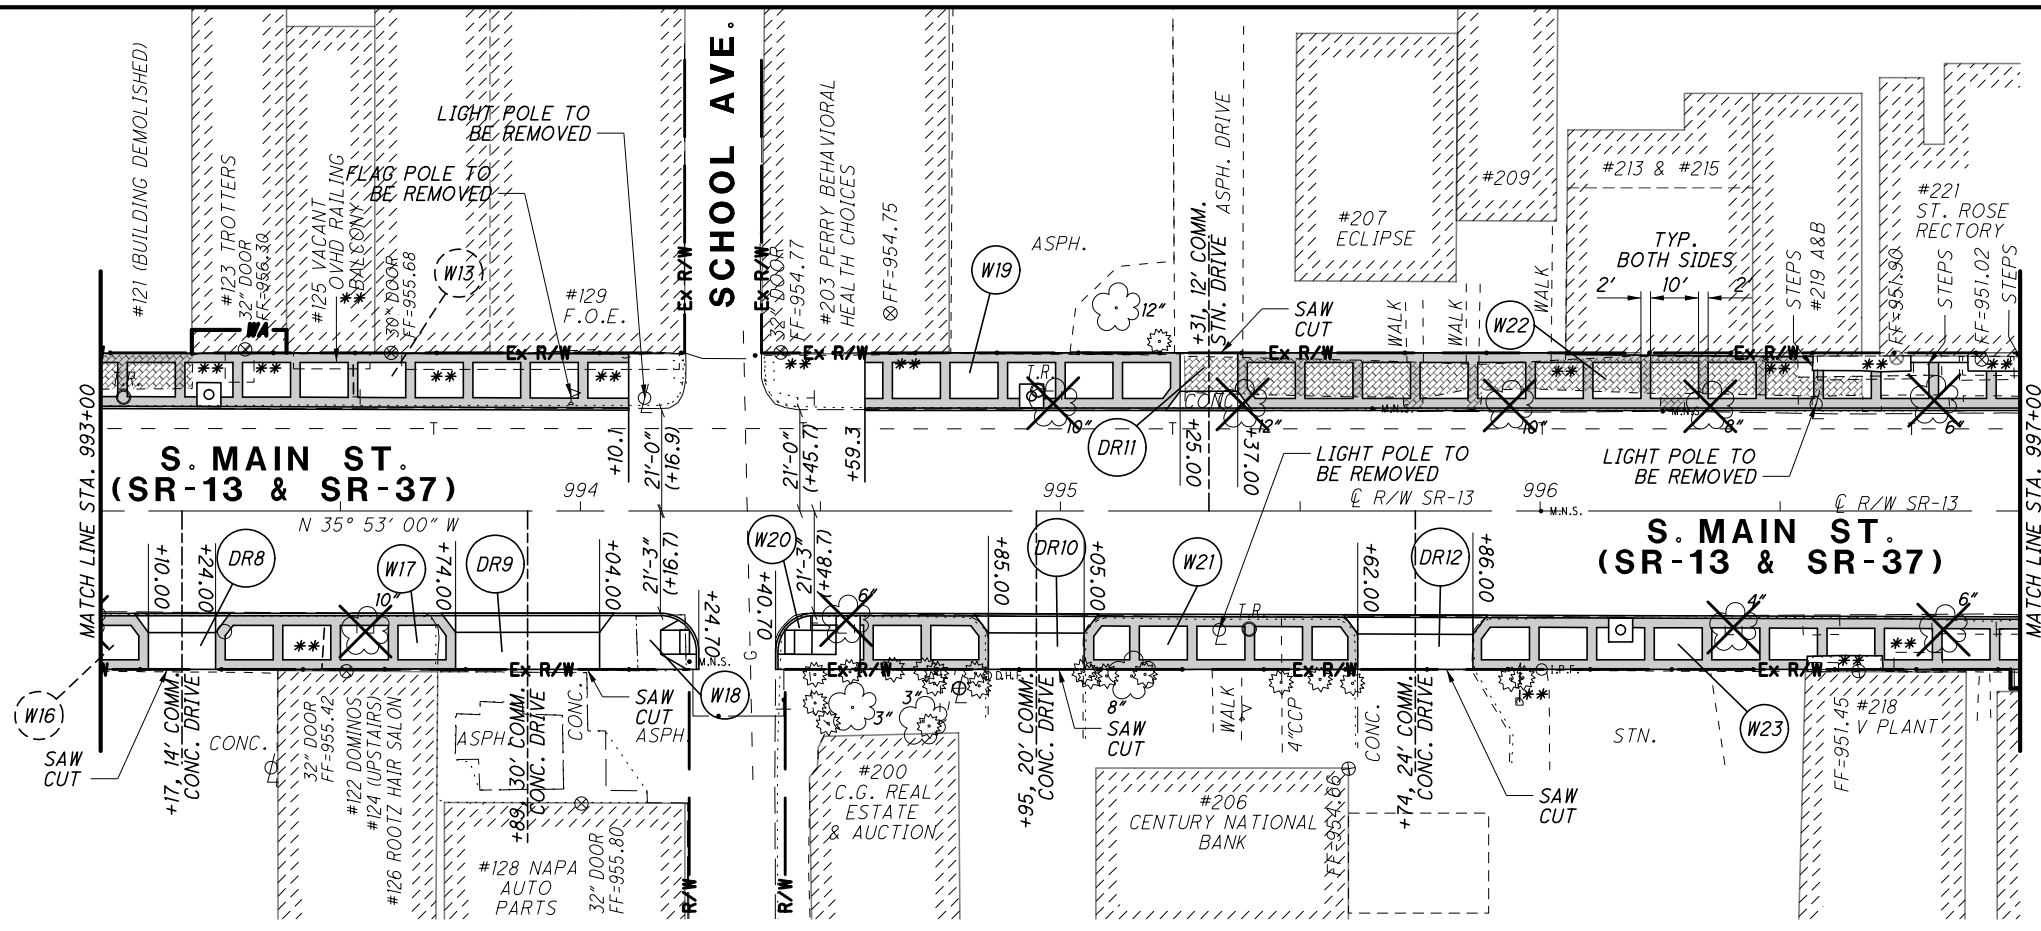 SCHOOL AVE.
#121 (BUILDING DEMOLISHED)
#123 TROTTERS
32" DOOR
FF=956.30
#125 VACANT
OVHD RAILING
BALCONY
**
30" DOOR
FF=955.68
LIGHT POLE TO
BE REMOVED
FLAG POLE TO
BE REMOVED
W13
#129
F.O.E.
Ex R/W
Ex R/W
32" DOOR
FF=954.77
#203 PERRY BEHAVIORAL
HEALTH CHOICES
FF=954.75
W19
ASPH.
12"
+31, 12' COMM.
STN. DRIVE
ASPH. DRIVE
SAW
CUT
#207
ECLIPSE
WALK
WALK
WALK
#209
W22
#213 & #215
TYP.
BOTH SIDES
2'
10'
2'
STEPS
#219 A&B
FF=951.90
#221
ST. ROSE
RECTORY
STEPS
FF=951.02
STEPS
WA
Ex R/W
Ex R/W
Ex R/W
Ex R/W
T.R.
**
**
**
**
**
**
T.R.
CONC.
**
**
**
**
M.N.S.
M.N.S.
10"
12"
10"
8"
6"
DR11
T
T
T
MATCH LINE STA. 993+00
S. MAIN ST.
(SR-13 & SR-37)
994
N 35° 53' 00" W
+10.1
21'-0"
(+16.9)
21'-0"
(+45.7)
+59.3
995
+25.00
+37.00
LIGHT POLE TO
BE REMOVED
℄ R/W SR-13
LIGHT POLE TO
BE REMOVED
996
M.N.S.
℄ R/W SR-13
S. MAIN ST.
(SR-13 & SR-37)
MATCH LINE STA. 997+00
+10.00
+24.00
DR8
W17
+74.00
DR9
+04.00
21'-3"
(+16.7)
+24.70
+40.70
W20
21'-3"
(+48.7)
+85.00
DR10
+05.00
W21
+62.00
DR12
+86.00
G
10"
6"
T.R.
4"
6"
**
**
**
M.N.S.
Ex R/W
Ex R/W
Ex R/W
Ex R/W
O.H.F.
I.P.F.
**
W16
W18
W23
SAW
CUT
+17, 14' COMM.
CONC. DRIVE
CONC.
32" DOOR
FF=955.42
#122 DOMINOS
#124 (UPSTAIRS)
#126 ROOTZ HAIR SALON
ASPH.
+89, 30' COMM.
CONC. DRIVE
CONC.
SAW
CUT
ASPH.
#128 NAPA
AUTO
PARTS
32" DOOR
FF=955.80
R/W
R/W
3"
3"
#200
C.G. REAL
ESTATE
& AUCTION
+95, 20' COMM.
CONC. DRIVE
8"
SAW
CUT
WALK
4"CCP
#206
CENTURY NATIONAL
BANK
FF=954.66
CONC.
+74, 24' COMM.
CONC. DRIVE
SAW
CUT
STN.
FF=951.45
#218
V PLANT